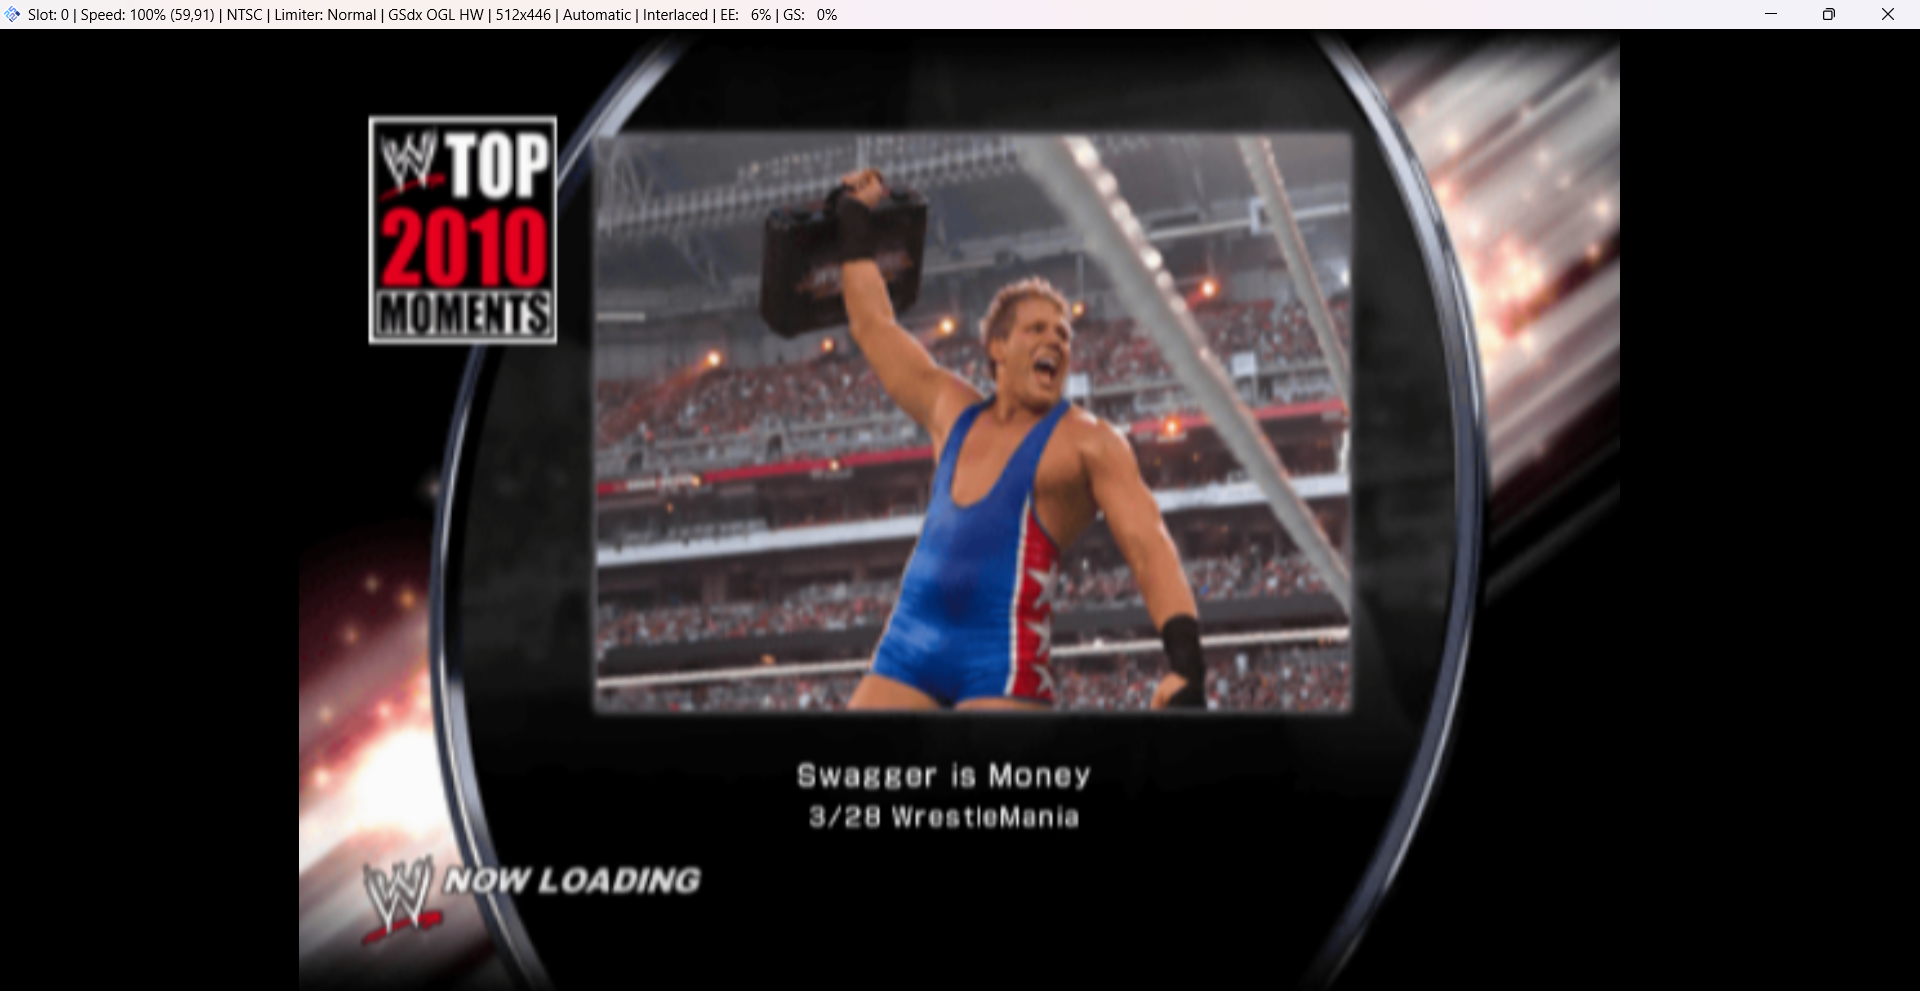 Slot: 0 | Speed: 100% (59,91) | NTSC | Limiter: Normal | GSdx OGL HW | 512x446 | Automatic | Interlaced | EE: 6% | GS: 0%
W TOP
2010
MOMENTS
Swagger is Money
3/28 WrestleMania
W NOW LOADING